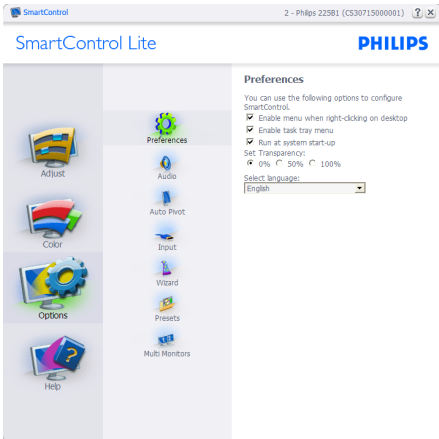 SmartControl
2 - Philips 225B1 (CS30715000001)
SmartControl Lite
PHILIPS
Adjust
Color
Options
Help
Preferences
Audio
Auto Pivot
Input
Wizard
Presets
Multi Monitors
Preferences
You can use the following options to configure
SmartControl.
Enable menu when right-clicking on desktop
Enable task tray menu
Run at system start-up
Set Transparency:
0% 50% 100%
Select language:
English